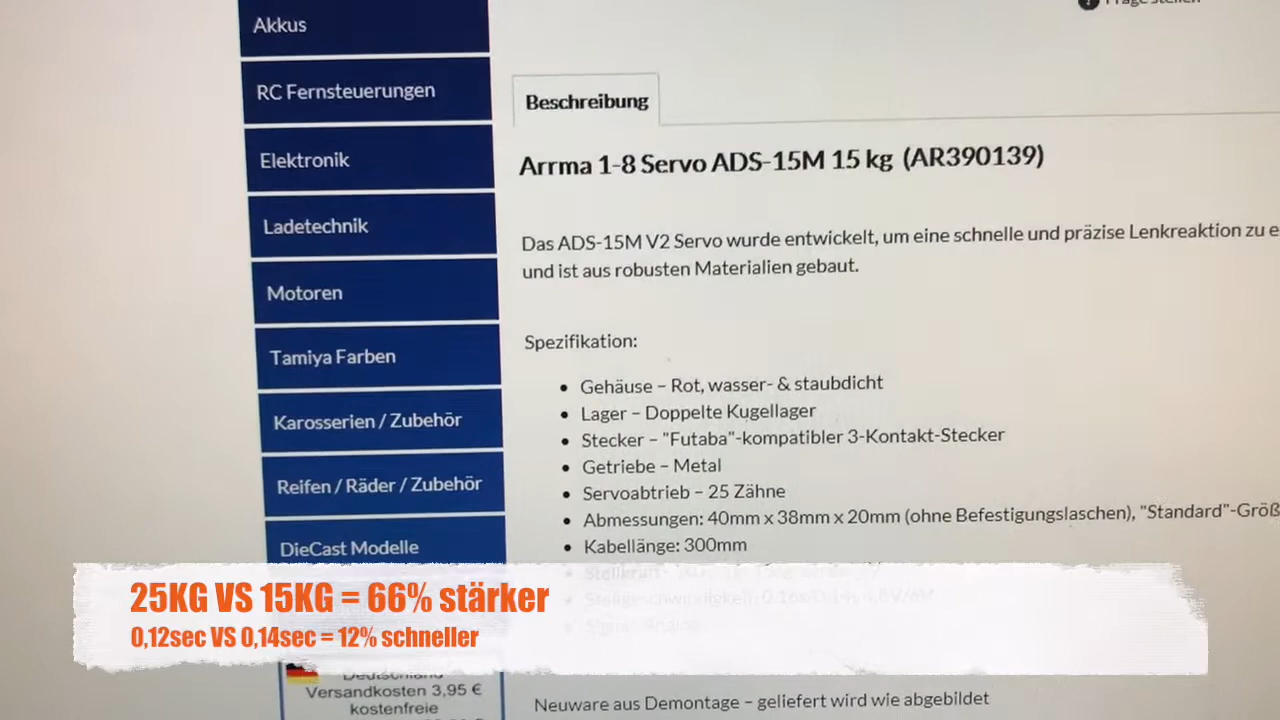 Akkus
RC Fernsteuerungen
Elektronik
Ladetechnik
Motoren
Tamiya Farben
Karosserien / Zubehör
Reifen / Räder / Zubehör
DieCast Modelle
Deutschland
Versandkosten 3,95 €
kostenfreie
Frage stellen
Beschreibung
Arrma 1-8 Servo ADS-15M 15 kg (AR390139)
Das ADS-15M V2 Servo wurde entwickelt, um eine schnelle und präzise Lenkreaktion zu e
und ist aus robusten Materialien gebaut.
Spezifikation:
• Gehäuse – Rot, wasser- & staubdicht
• Lager – Doppelte Kugellager
• Stecker – "Futaba"-kompatibler 3-Kontakt-Stecker
• Getriebe – Metal
• Servoabtrieb – 25 Zähne
• Abmessungen: 40mm x 38mm x 20mm (ohne Befestigungslaschen), "Standard"-Größ
• Kabellänge: 300mm
25KG VS 15KG = 66% stärker
0,12sec VS 0,14sec = 12% schneller
Neuware aus Demontage – geliefert wird wie abgebildet